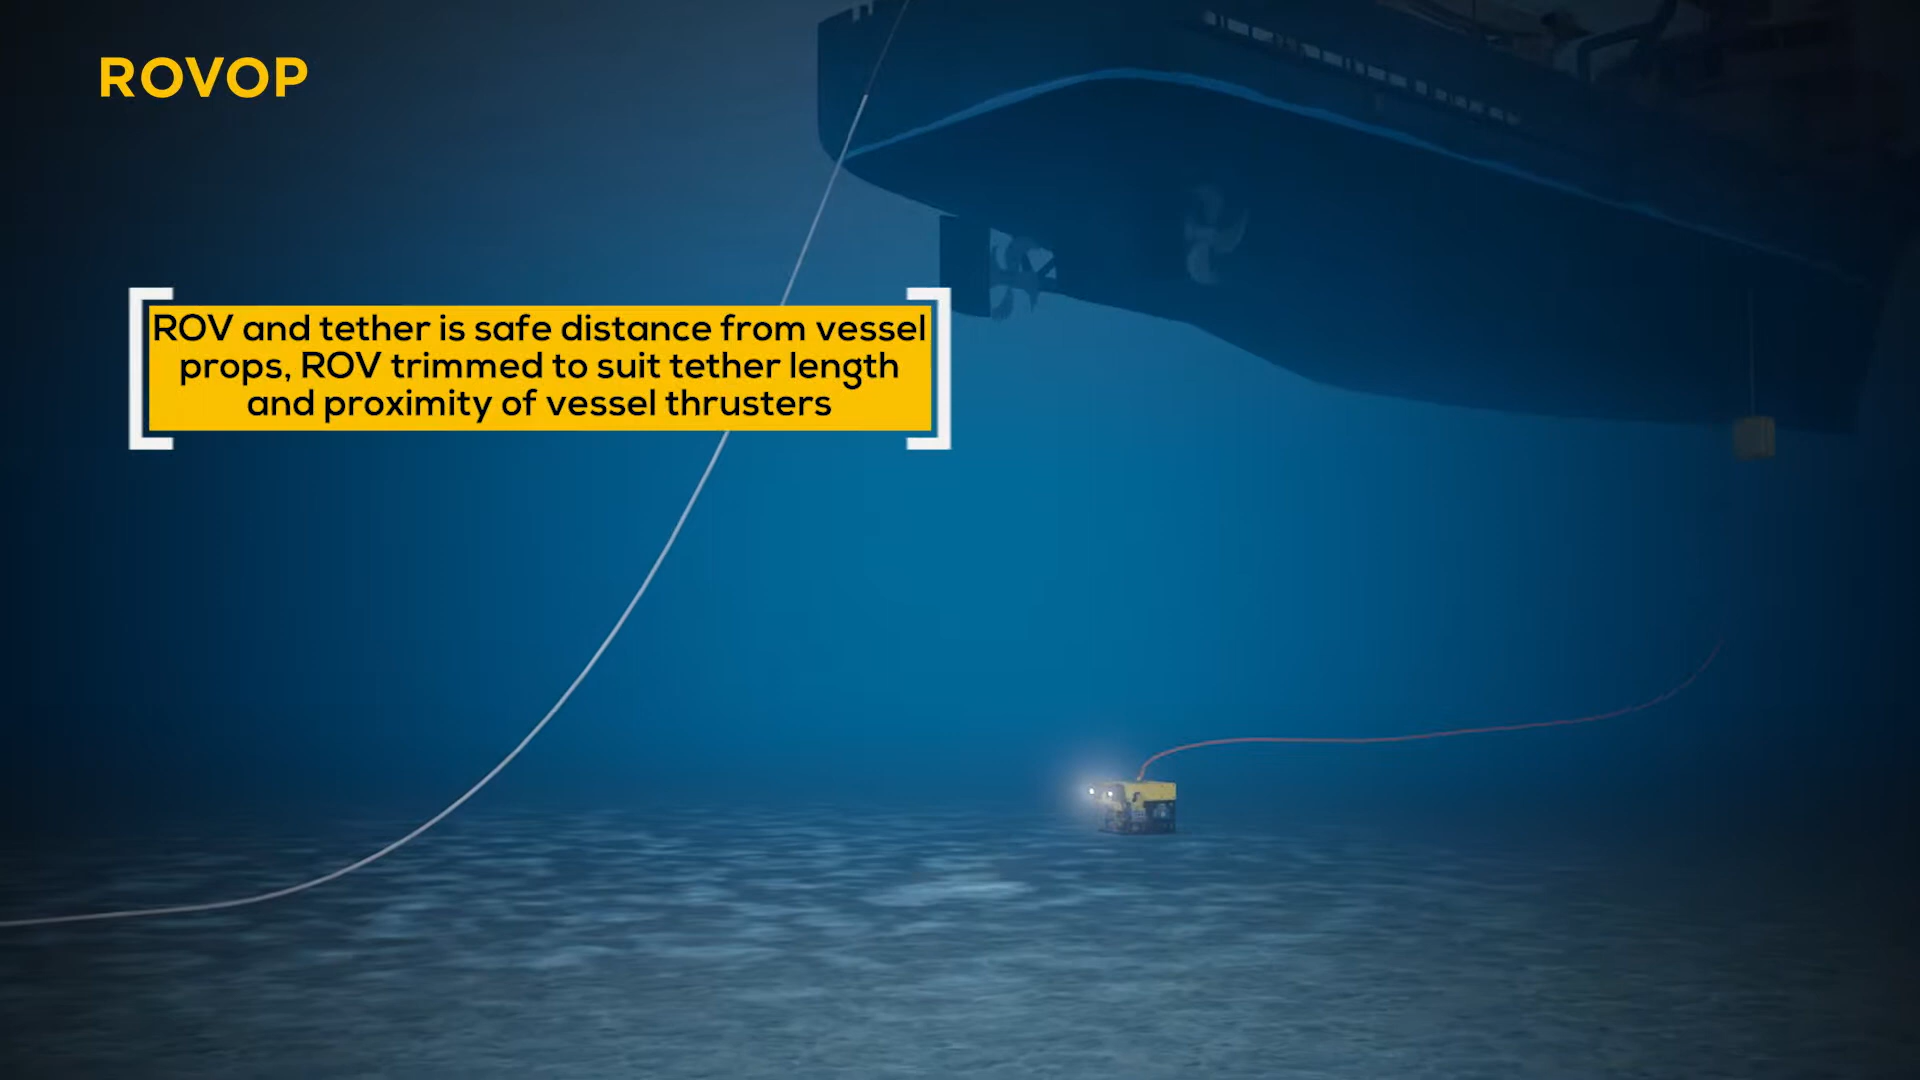 ROVOP
ROV and tether is safe distance from vessel
props, ROV trimmed to suit tether length
and proximity of vessel thrusters